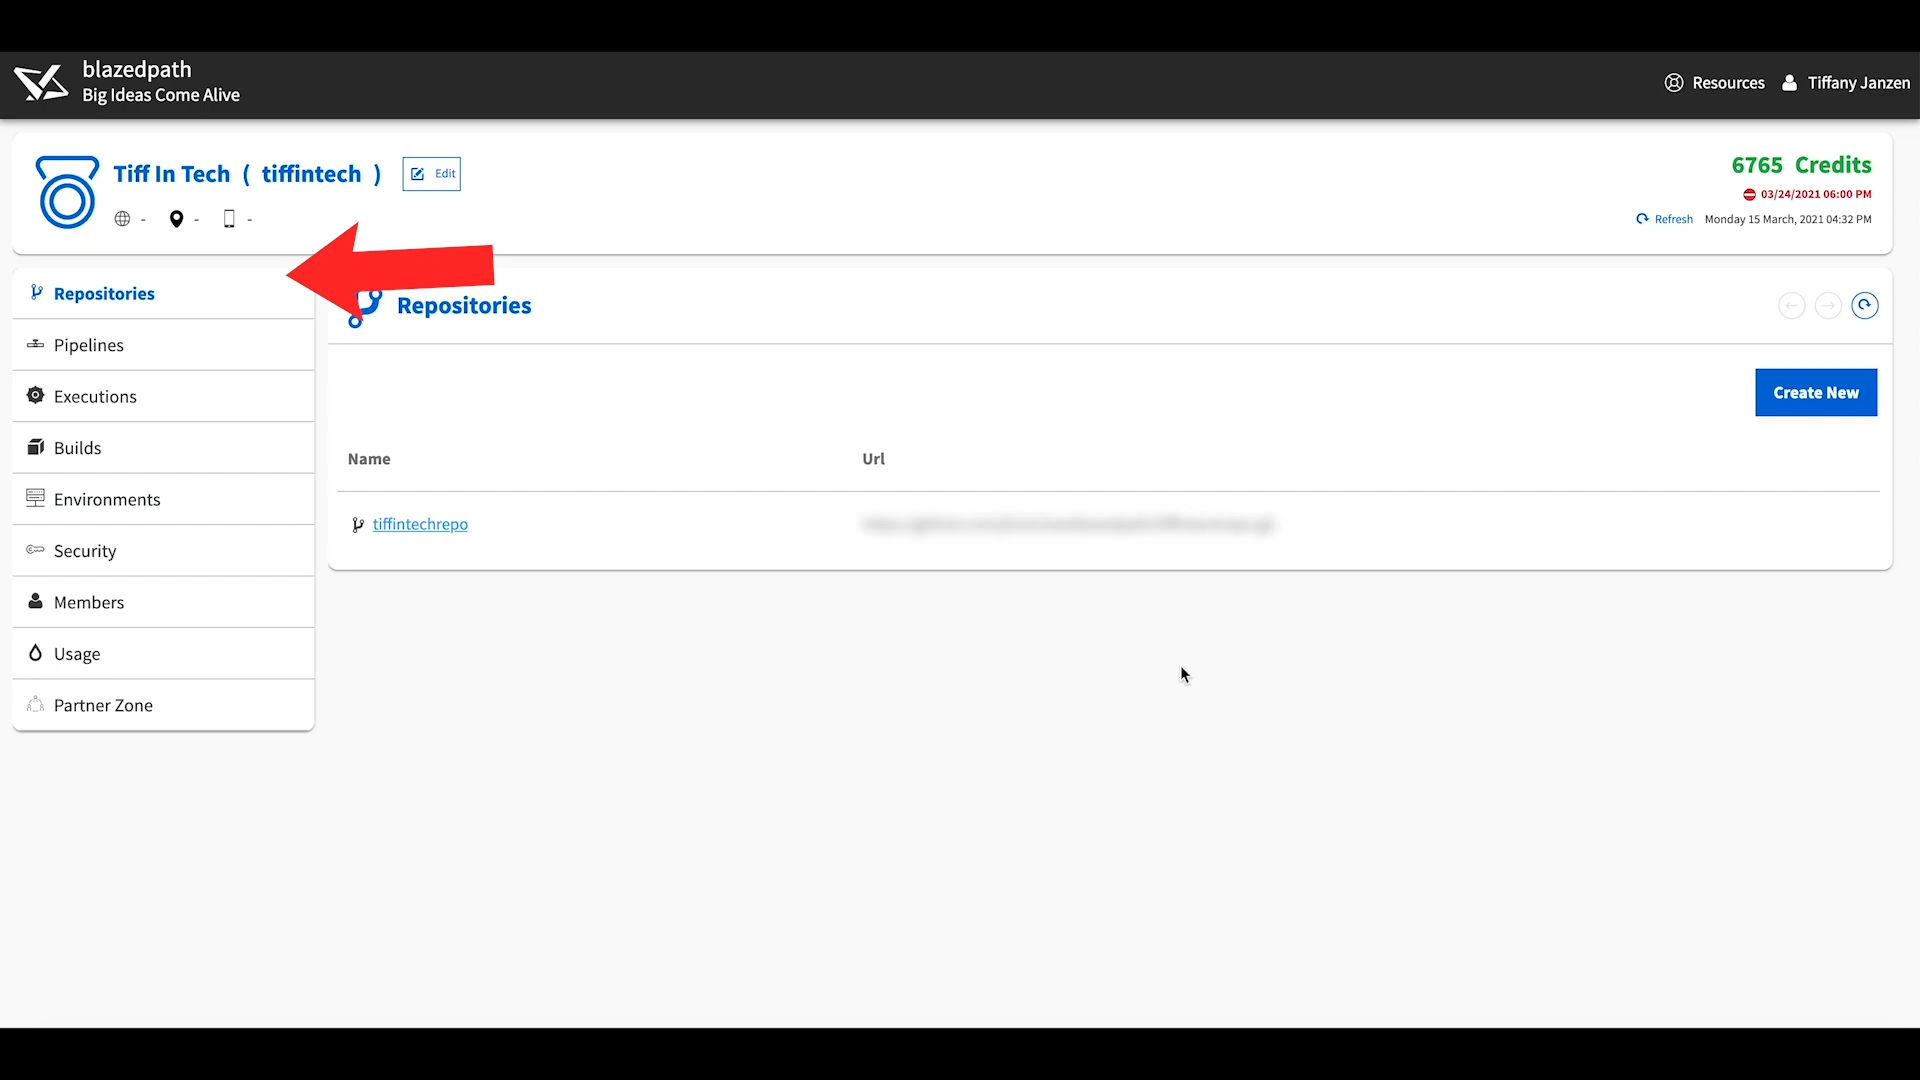 blazedpath
Big Ideas Come Alive
Resources
Tiffany Janzen
Tiff In Tech ( tiffintech )
Edit
- - -
6765 Credits
03/24/2021 06:00 PM
Refresh Monday 15 March, 2021 04:32 PM
Repositories
Pipelines
Executions
Builds
Environments
Security
Members
Usage
Partner Zone
Repositories
Create New
Name Url
tiffintechrepo